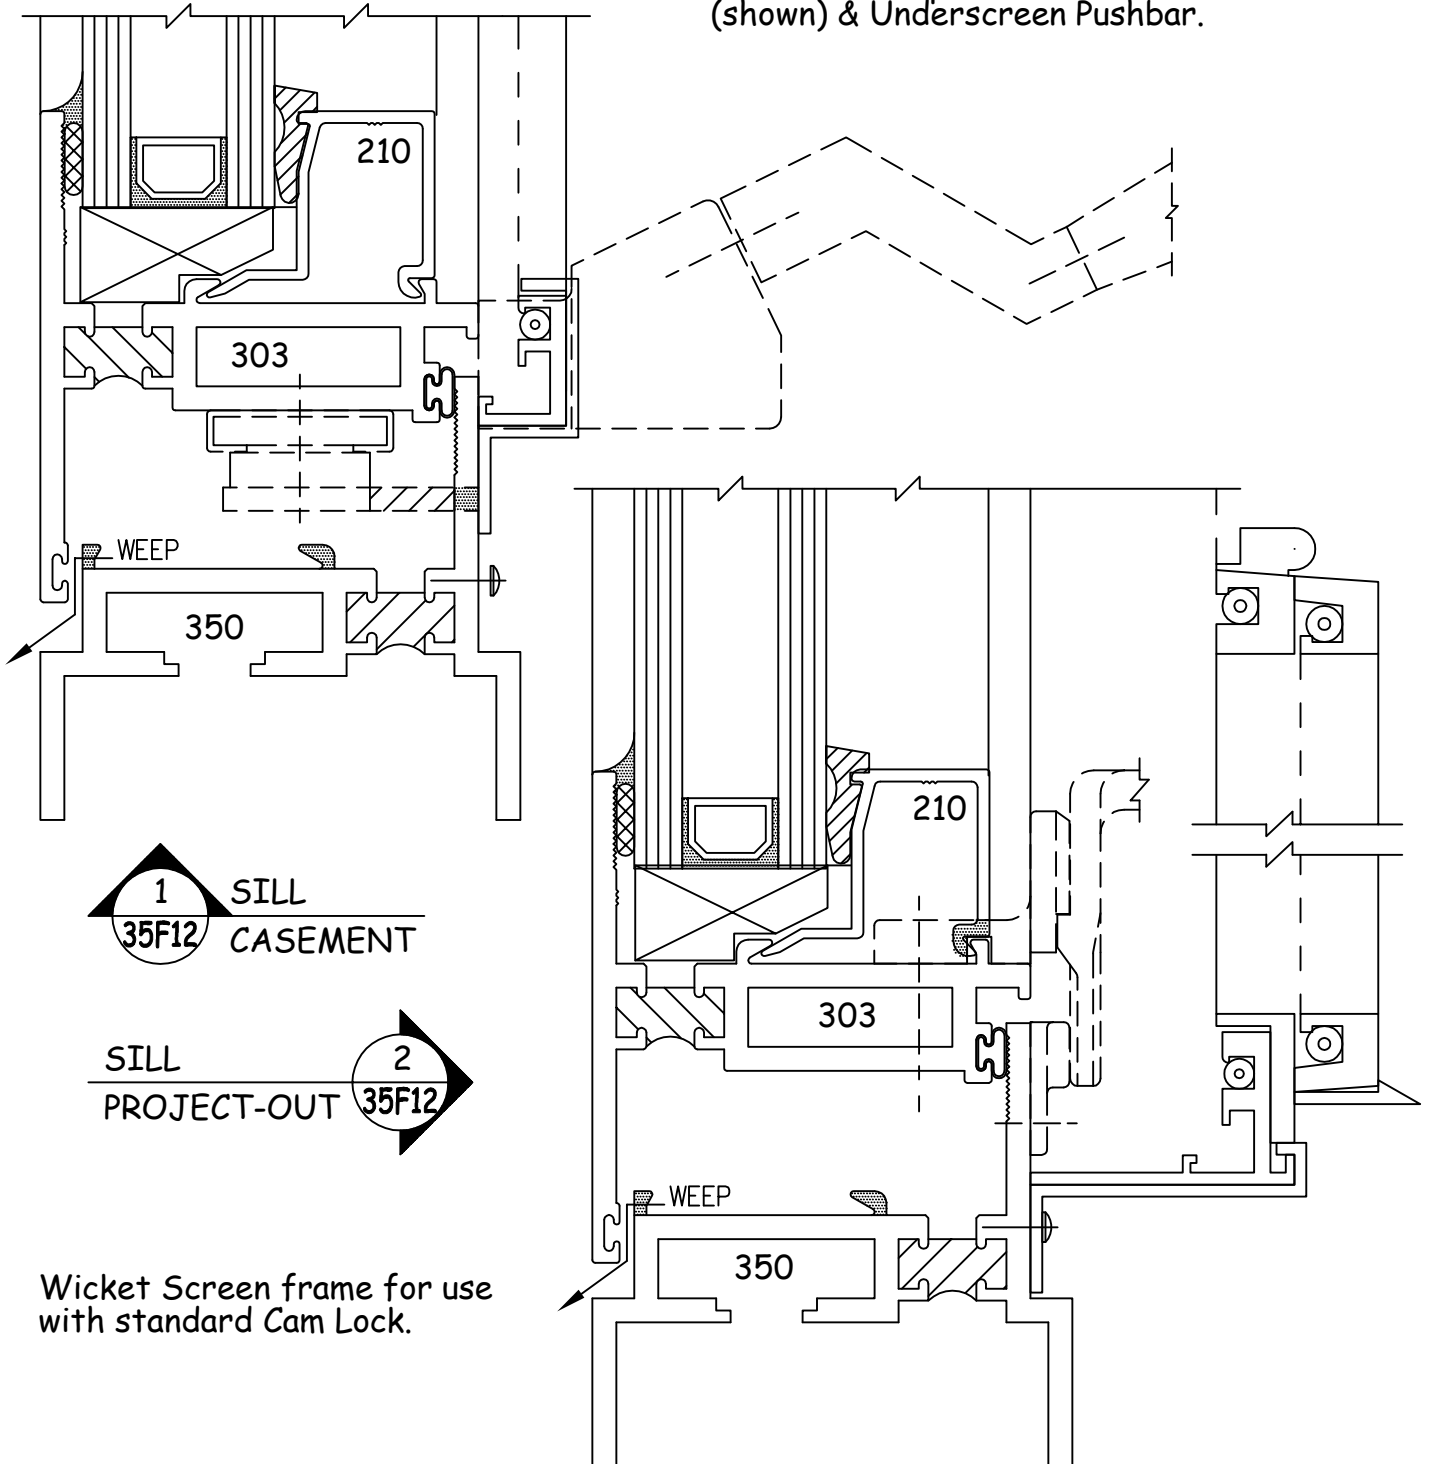 (shown) & Underscreen Pushbar.
210
303
WEEP
350
1
SILL
35F12
CASEMENT
SILL
2
PROJECT-OUT
35F12
210
303
WEEP
350
Wicket Screen frame for use
with standard Cam Lock.